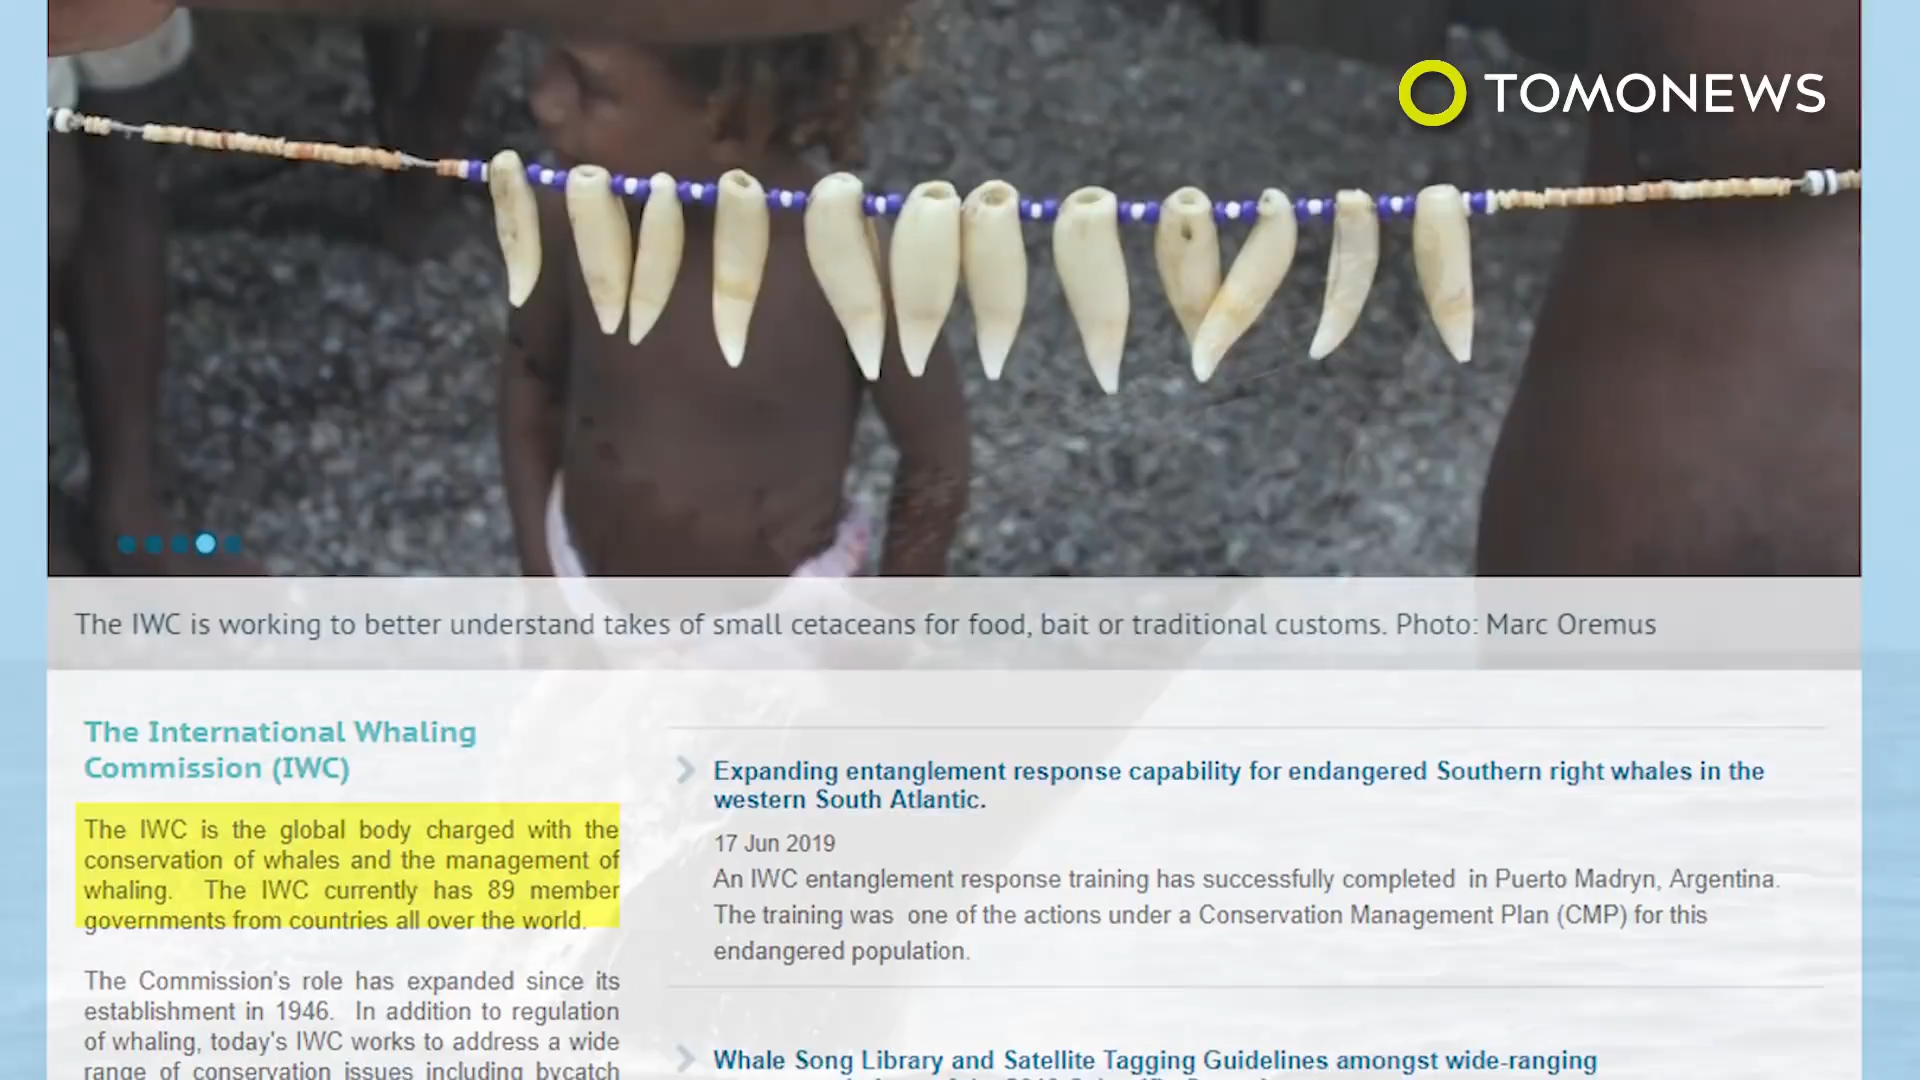 TOMONEWS
The IWC is working to better understand takes of small cetaceans for food, bait or traditional customs. Photo: Marc Oremus
The International Whaling
Commission (IWC)
The IWC is the global body charged with the
conservation of whales and the management of
whaling. The IWC currently has 89 member
governments from countries all over the world.
The Commission's role has expanded since its
establishment in 1946. In addition to regulation
of whaling, today's IWC works to address a wide
range of conservation issues including bycatch
Expanding entanglement response capability for endangered Southern right whales in the
western South Atlantic.
17 Jun 2019
An IWC entanglement response training has successfully completed in Puerto Madryn, Argentina.
The training was one of the actions under a Conservation Management Plan (CMP) for this
endangered population.
Whale Song Library and Satellite Tagging Guidelines amongst wide-ranging